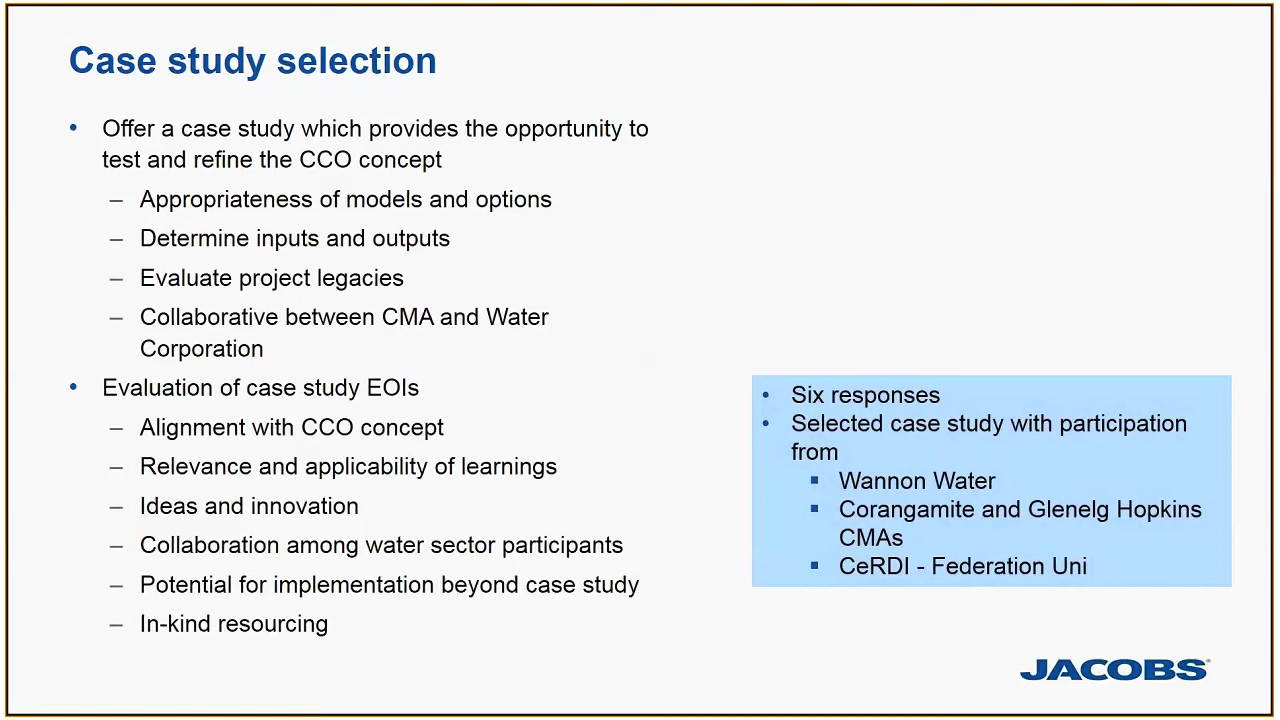 Case study selection
• Offer a case study which provides the opportunity to
test and refine the CCO concept
– Appropriateness of models and options
– Determine inputs and outputs
– Evaluate project legacies
– Collaborative between CMA and Water
Corporation
• Evaluation of case study EOIs
– Alignment with CCO concept
– Relevance and applicability of learnings
– Ideas and innovation
– Collaboration among water sector participants
– Potential for implementation beyond case study
– In-kind resourcing
• Six responses
• Selected case study with participation
from
▪ Wannon Water
▪ Corangamite and Glenelg Hopkins
CMAs
▪ CeRDI - Federation Uni
JACOBS®